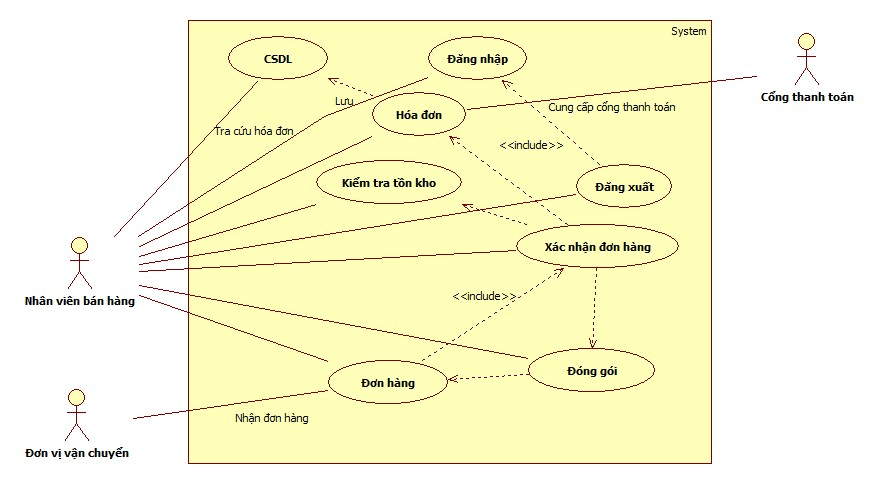 System
CSDL
Đăng nhập
Cổng thanh toán
Lưu
Hóa đơn
Cung cấp cổng thanh toán
Tra cứu hóa đơn
<<include>>
Kiểm tra tồn kho
Đăng xuất
Xác nhận đơn hàng
Nhân viên bán hàng
<<include>>
Đóng gói
Đơn hàng
Nhận đơn hàng
Đơn vị vận chuyển